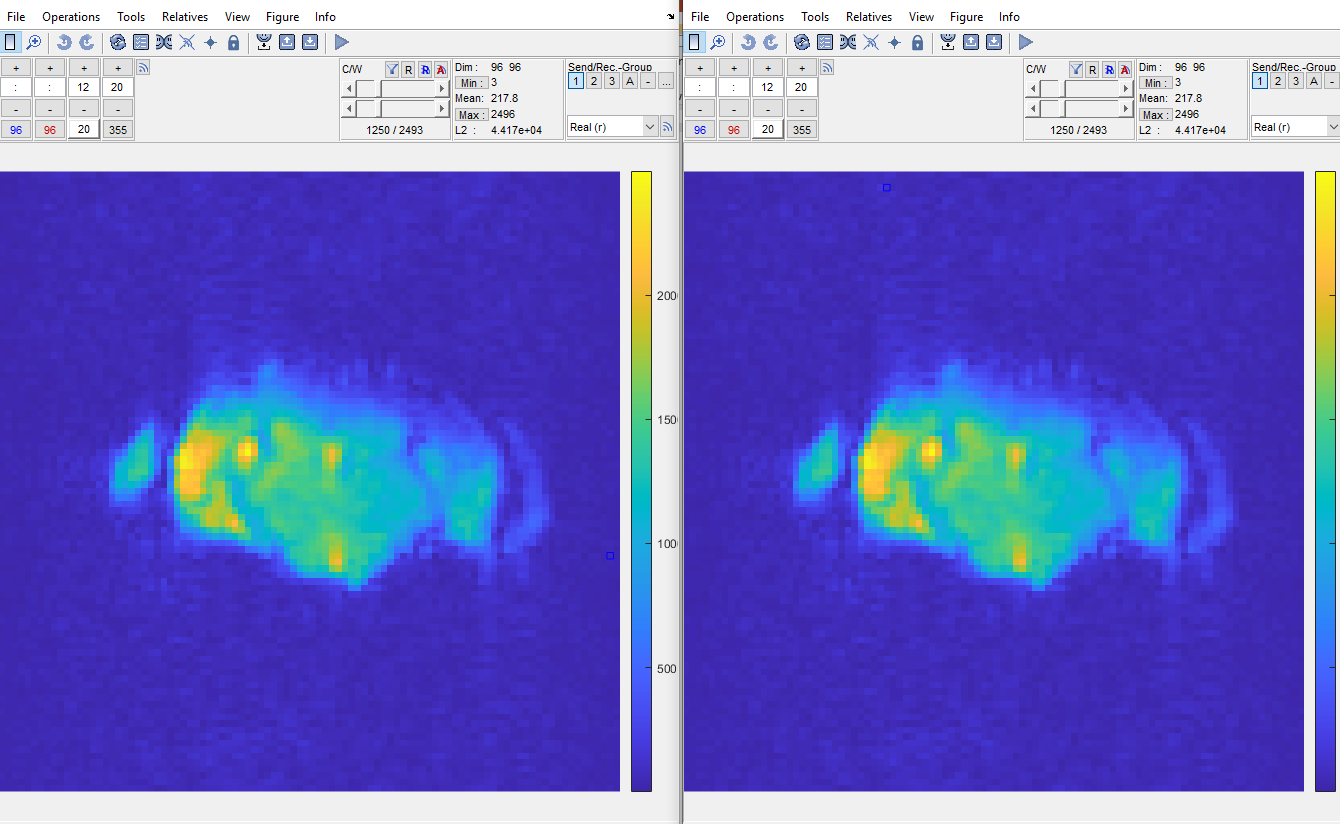 File Operations Tools Relatives View Figure Info
R R A
+ + + +
: : 12 20
- - - -
96 96 20 355
C/W
1250 / 2493
Dim : 96 96
Min : 3
Mean: 217.8
Max : 2496
L2 : 4.417e+04
Send/Rec.-Group
1 2 3 A - ...
Real (r)
2000
1500
1000
500
File Operations Tools Relatives View Figure Info
R R A
+ + + +
: : 12 20
- - - -
96 96 20 355
C/W
1250 / 2493
Dim : 96 96
Min : 3
Mean: 217.8
Max : 2496
L2 : 4.417e+04
Send/Rec.-Group
1 2 3 A -
Real (r)